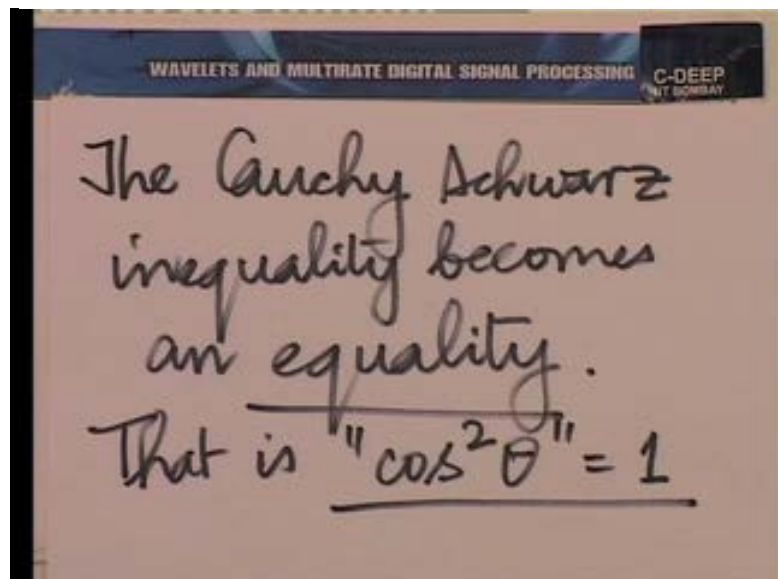 WAVELETS AND MULTIRATE DIGITAL SIGNAL PROCESSING
C-DEEP
IIT BOMBAY
The Cauchy Schwarz
inequality becomes
an equality.
That is "cos²θ" = 1